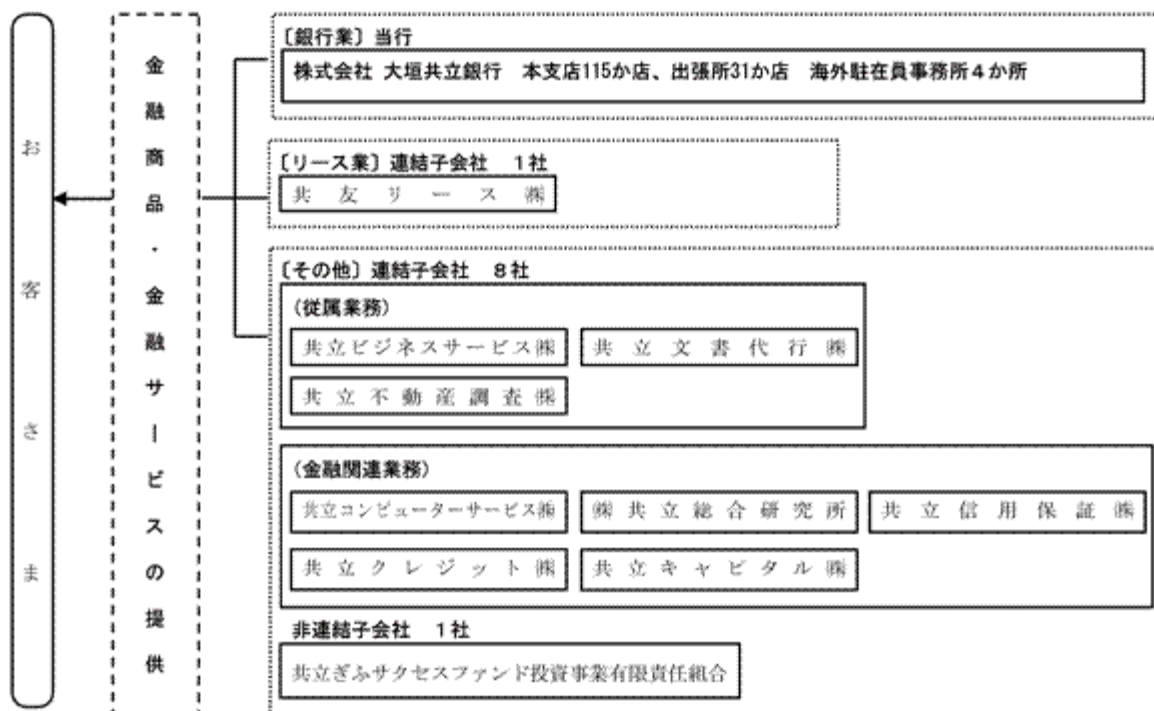 お客さま
金融商品・金融サービスの提供
〔銀行業〕当行
株式会社 大垣共立銀行 本支店115か店、出張所31か店 海外駐在員事務所4か所
〔リース業〕連結子会社 1社
共友リース㈱
〔その他〕連結子会社 8社
(従属業務)
共立ビジネスサービス㈱ 共立文書代行㈱
共立不動産調査㈱
(金融関連業務)
共立コンピューターサービス㈱ ㈱共立総合研究所 共立信用保証㈱
共立クレジット㈱ 共立キャピタル㈱
非連結子会社 1社
共立ぎふサクセスファンド投資事業有限責任組合